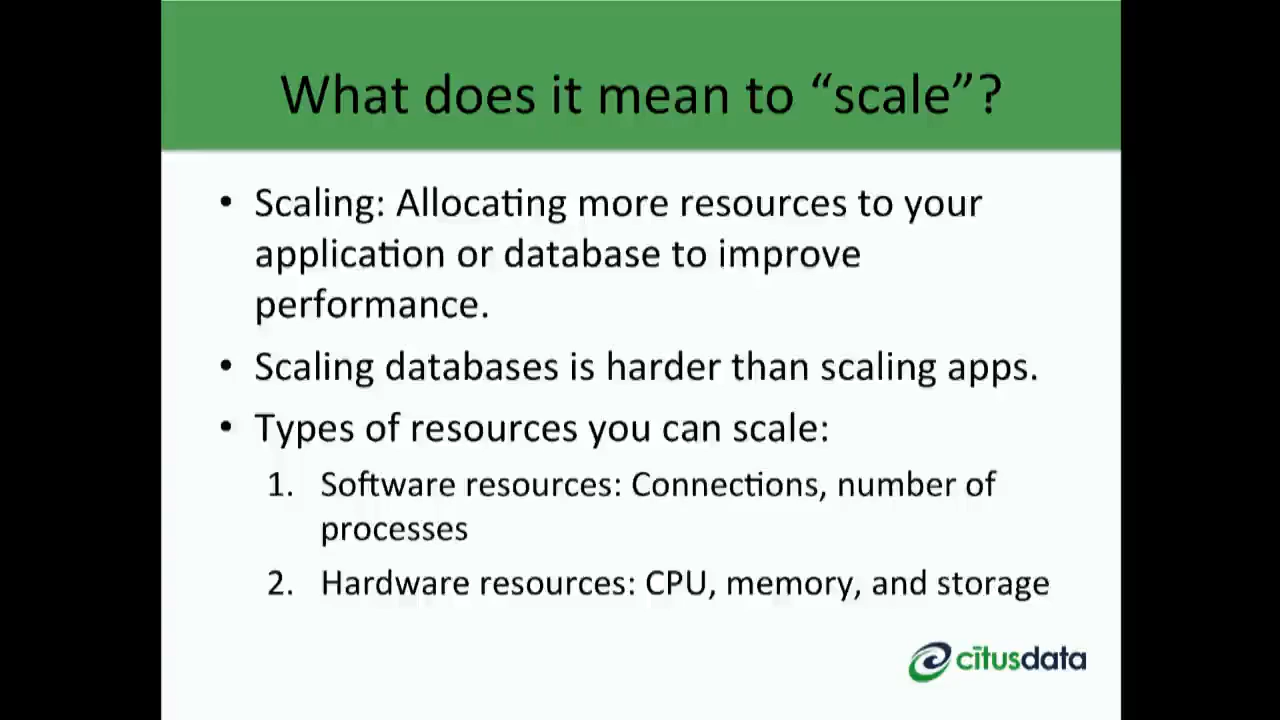 What does it mean to “scale”?
• Scaling: Allocating more resources to your
application or database to improve
performance.
• Scaling databases is harder than scaling apps.
• Types of resources you can scale:
1. Software resources: Connections, number of
processes
2. Hardware resources: CPU, memory, and storage
citusdata